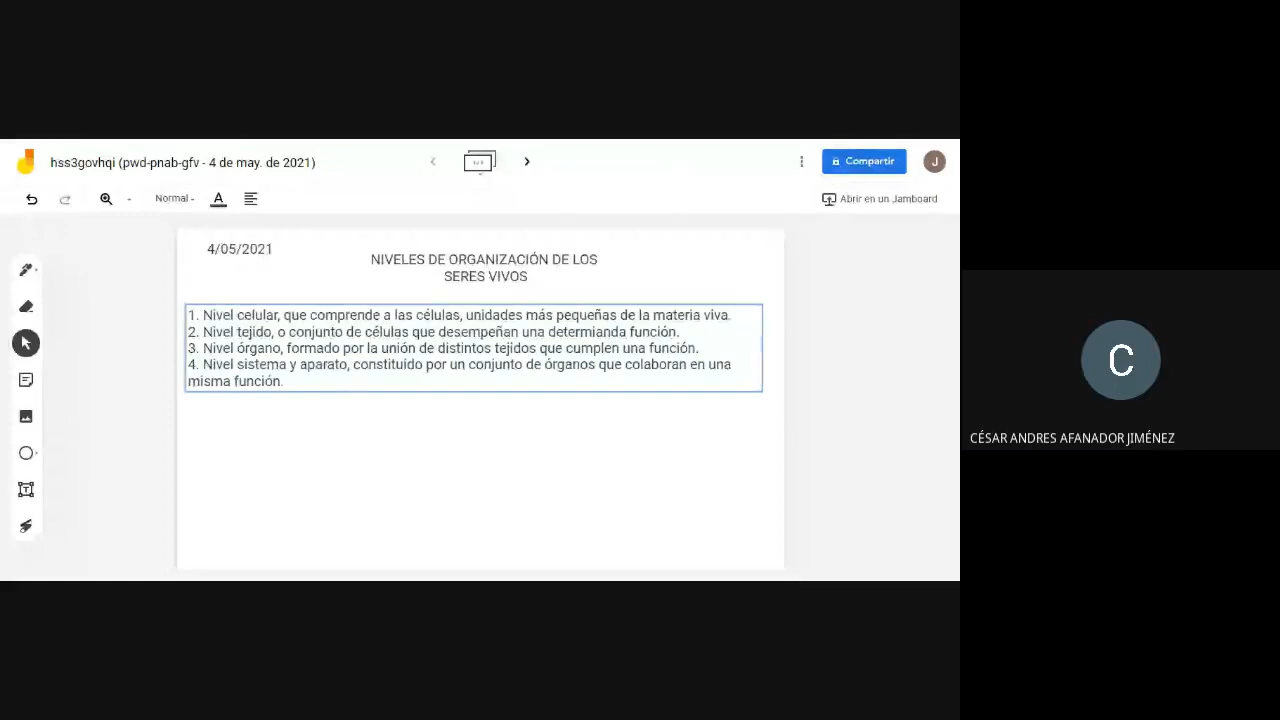 hss3govhqi (pwd-pnab-gfv - 4 de may. de 2021)
Compartir
J
Normal
A
Abrir en un Jamboard
4/05/2021
NIVELES DE ORGANIZACIÓN DE LOS
SERES VIVOS
1. Nivel celular, que comprende a las células, unidades más pequeñas de la materia viva.
2. Nivel tejido, o conjunto de células que desempeñan una determianda función.
3. Nivel órgano, formado por la unión de distintos tejidos que cumplen una función.
4. Nivel sistema y aparato, constituido por un conjunto de órganos que colaboran en una
misma función.
C
CÉSAR ANDRES AFANADOR JIMÉNEZ